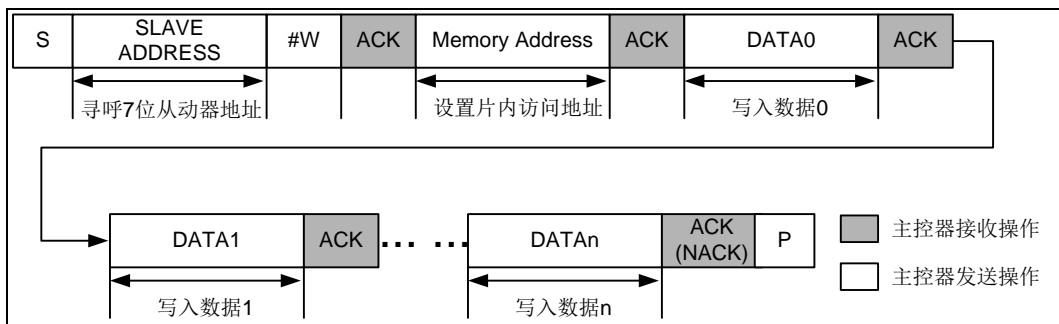 S
SLAVE
ADDRESS
#W
ACK
Memory Address
ACK
DATA0
ACK
寻呼7位从动器地址
设置片内访问地址
写入数据0
DATA1
ACK
... ...
DATAn
ACK
(NACK)
P
主控器接收操作
主控器发送操作
写入数据1
写入数据n